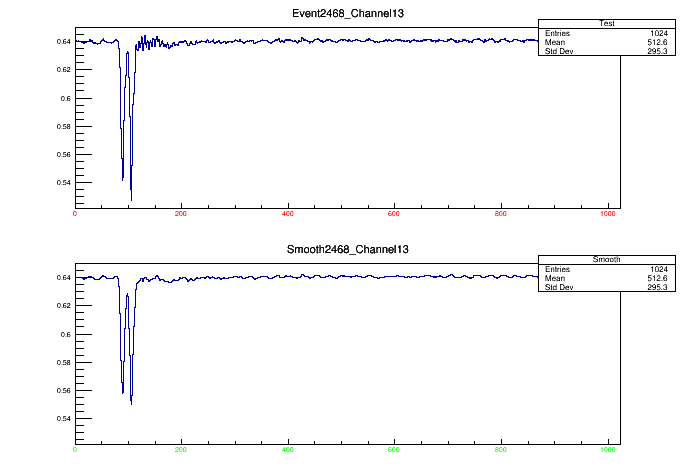 Event2468_Channel13
Test
Entries 1024
Mean 512.6
Std Dev 295.3
0.64
0.62
0.6
0.58
0.56
0.54
0 200 400 600 800 1000
Smooth2468_Channel13
Smooth
Entries 1024
Mean 512.6
Std Dev 295.3
0.64
0.62
0.6
0.58
0.56
0.54
0 200 400 600 800 1000